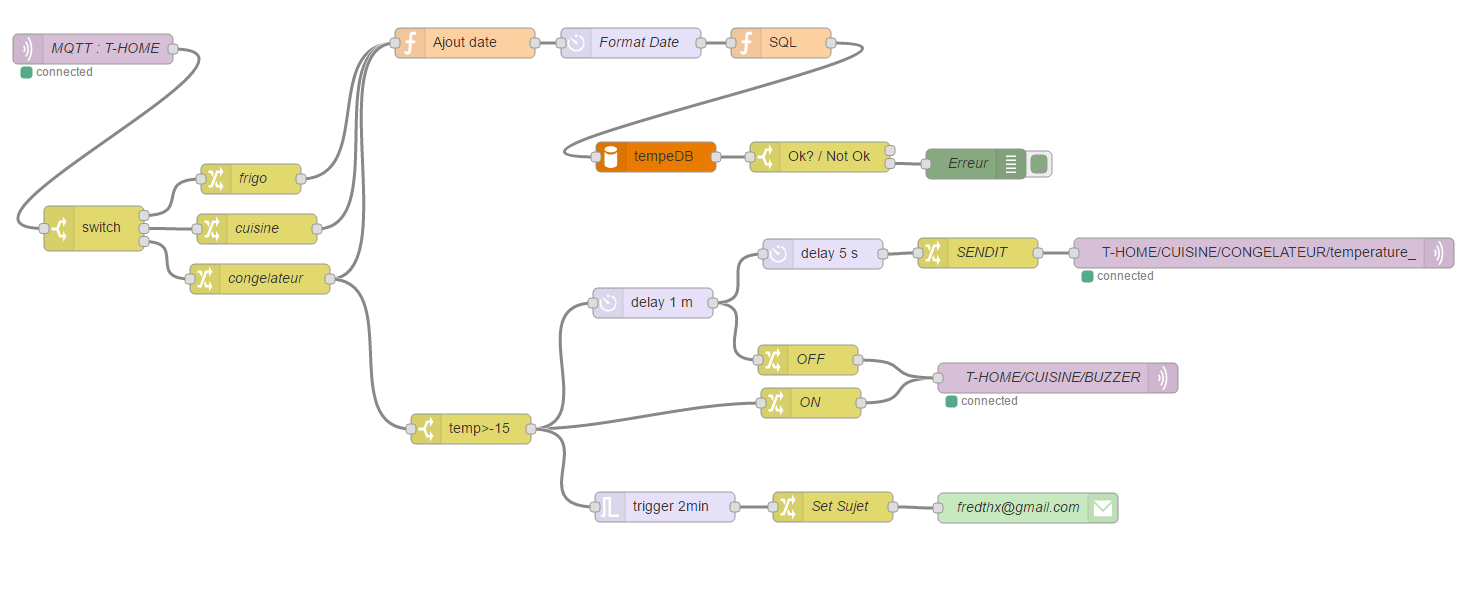 MQTT : T-HOME
connected
Ajout date
Format Date
SQL
tempeDB
Ok? / Not Ok
Erreur
frigo
switch
cuisine
congelateur
delay 5 s
SENDIT
T-HOME/CUISINE/CONGELATEUR/temperature_
connected
delay 1 m
OFF
T-HOME/CUISINE/BUZZER
connected
ON
temp>-15
trigger 2min
Set Sujet
fredthx@gmail.com